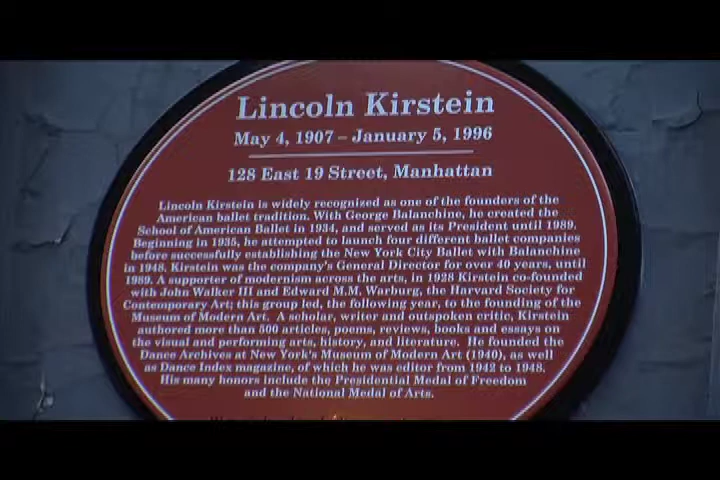 Lincoln Kirstein
May 4, 1907 – January 5, 1996
128 East 19 Street, Manhattan
Lincoln Kirstein is widely recognized as one of the founders of the
American ballet tradition. With George Balanchine, he created the
School of American Ballet in 1934, and served as its President until 1989.
Beginning in 1935, he attempted to launch four different ballet companies
before successfully establishing the New York City Ballet with Balanchine
in 1948. Kirstein was the company's General Director for over 40 years, until
1989. A supporter of modernism across the arts, in 1928 Kirstein co-founded
with John Walker III and Edward M.M. Warburg, the Harvard Society for
Contemporary Art; this group led, the following year, to the founding of the
Museum of Modern Art. A scholar, writer and outspoken critic, Kirstein
authored more than 500 articles, poems, reviews, books and essays on
the visual and performing arts, history, and literature. He founded the
Dance Archives at New York's Museum of Modern Art (1940), as well
as Dance Index magazine, of which he was editor from 1942 to 1948.
His many honors include the Presidential Medal of Freedom
and the National Medal of Arts.